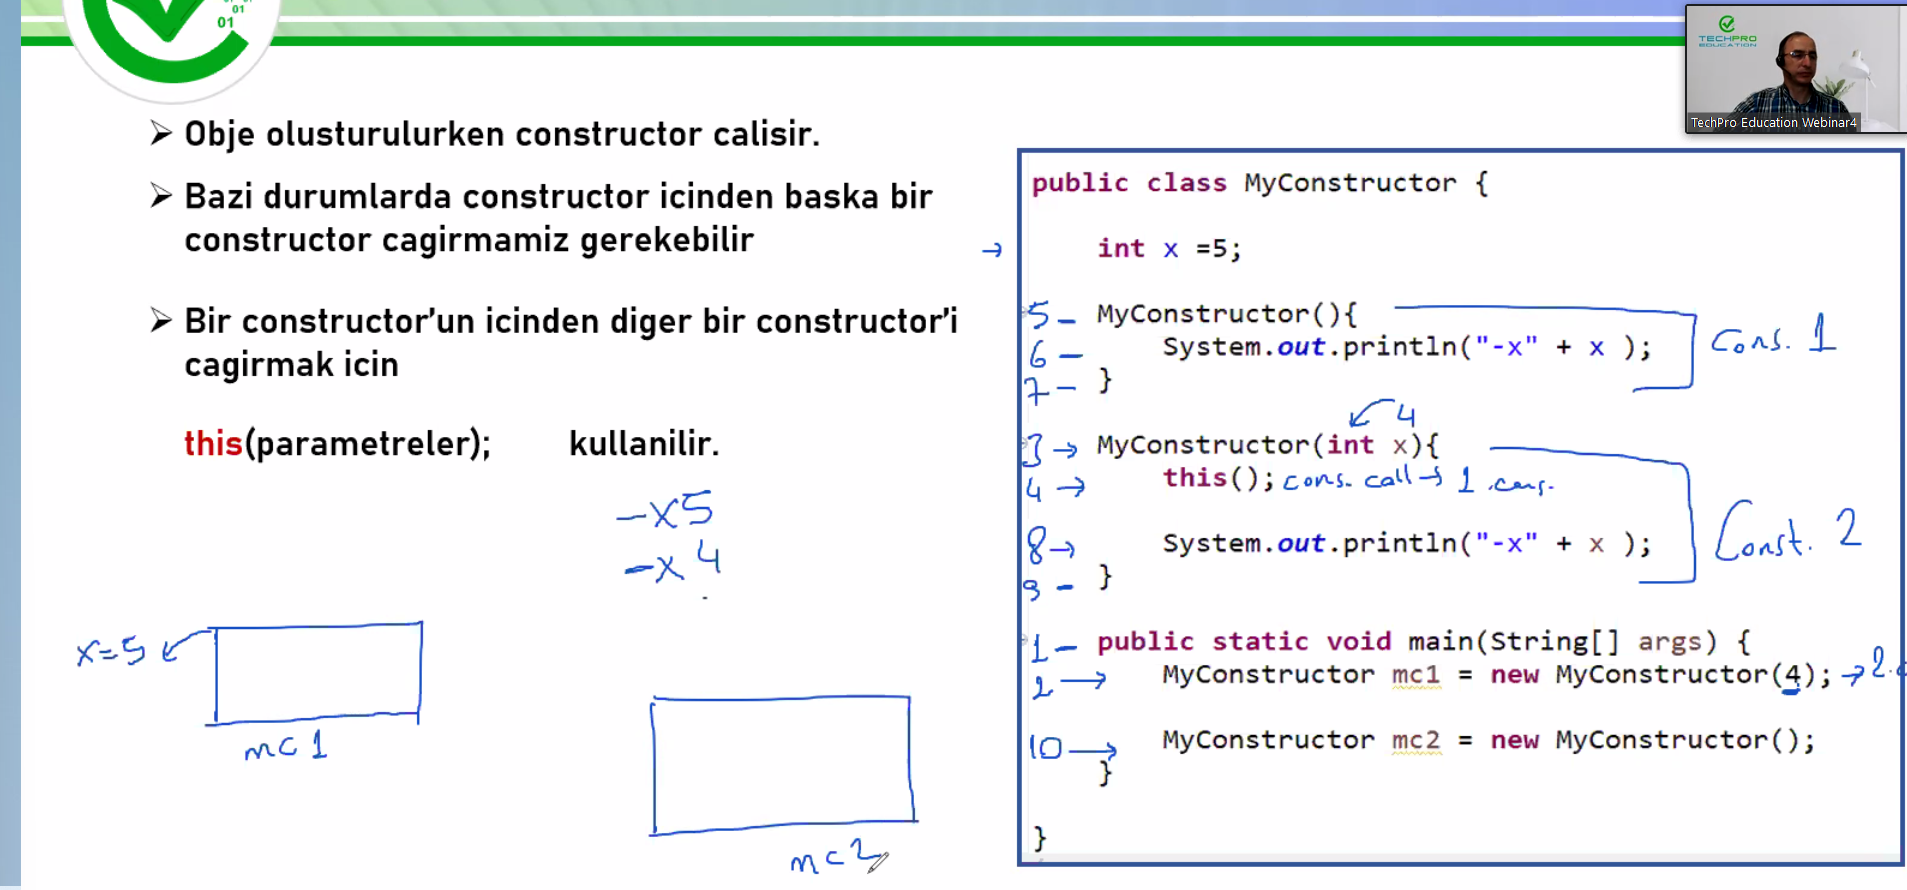 01
01
TECHPRO
EDUCATION
TechPro Education Webinar4
➢ Obje olusturulurken constructor calisir.
➢ Bazi durumlarda constructor icinden baska bir
constructor cagirmamiz gerekebilir
➢ Bir constructor'un icinden diger bir constructor'i
cagirmak icin
this(parametreler); kullanilir.
-x5
-x4
x=5
mc1
mc2
public class MyConstructor {
→ int x =5;
5- MyConstructor(){
6- System.out.println("-x" + x );
7- }
Cons. 1
4
3→ MyConstructor(int x){
4→ this(); cons. call→ 1.cons.
8→ System.out.println("-x" + x );
9- }
Const. 2
1- public static void main(String[] args) {
2→ MyConstructor mc1 = new MyConstructor(4); →2.
10→ MyConstructor mc2 = new MyConstructor();
}
}